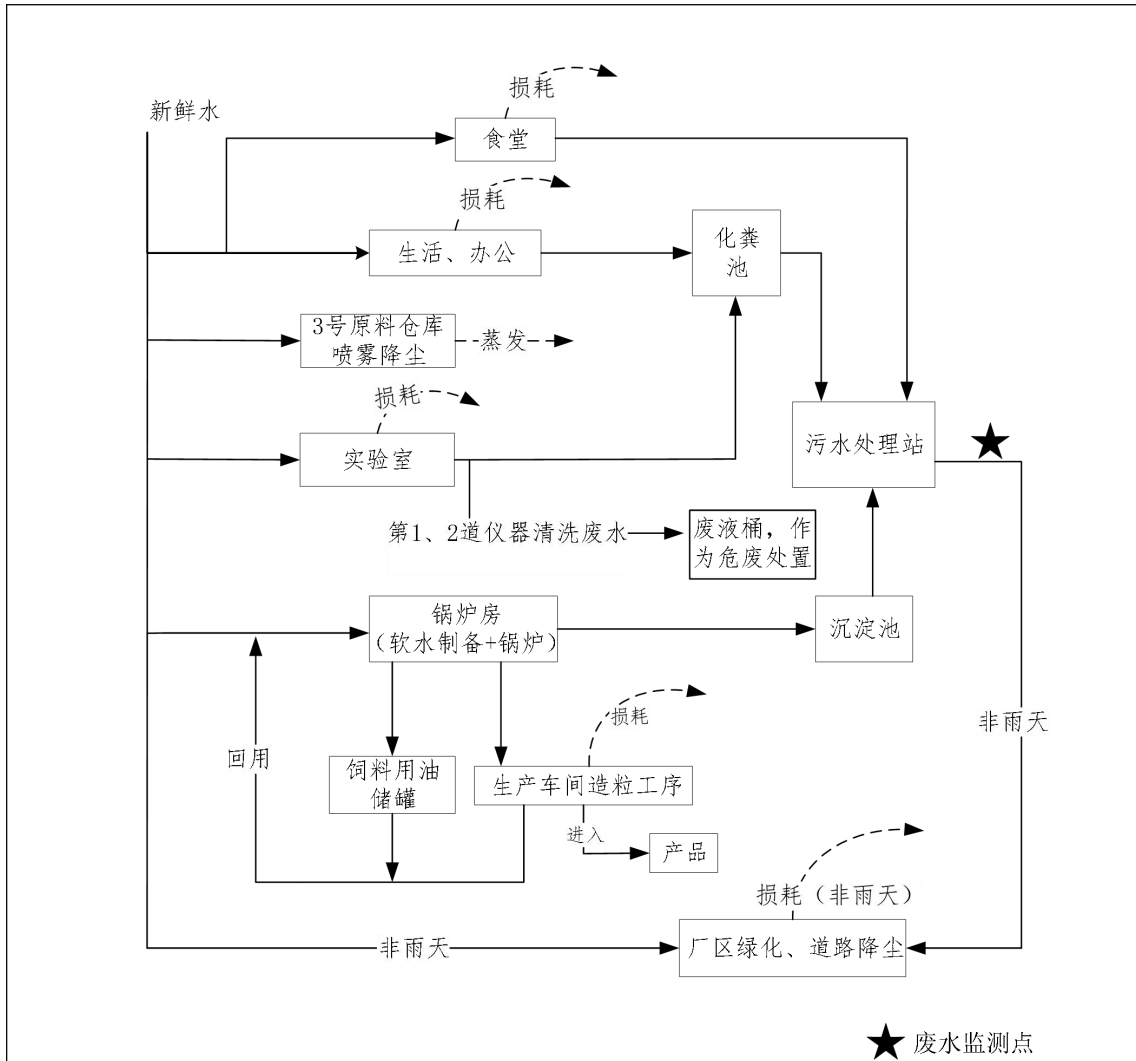 损耗
新鲜水
食堂
损耗
生活、办公
化粪
池
3号原料仓库
喷雾降尘
蒸发
损耗
实验室
污水处理站
第1、2道仪器清洗废水
废液桶，作
为危废处置
锅炉房
（软水制备+锅炉）
沉淀池
损耗
非雨天
回用
饲料用油
储罐
生产车间造粒工序
进入
产品
损耗（非雨天）
非雨天
厂区绿化、道路降尘
废水监测点